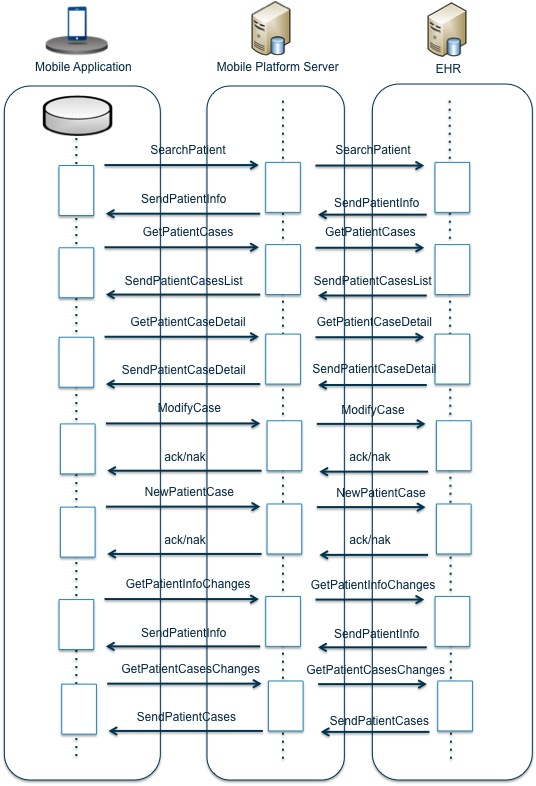 Mobile Application
Mobile Platform Server
EHR
SearchPatient
SearchPatient
SendPatientInfo
SendPatientInfo
GetPatientCases
GetPatientCases
SendPatientCasesList
SendPatientCasesList
GetPatientCaseDetail
GetPatientCaseDetail
SendPatientCaseDetail
SendPatientCaseDetail
ModifyCase
ModifyCase
ack/nak
ack/nak
NewPatientCase
NewPatientCase
ack/nak
ack/nak
GetPatientInfoChanges
GetPatientInfoChanges
SendPatientInfo
SendPatientInfo
GetPatientCasesChanges
GetPatientCasesChanges
SendPatientCases
SendPatientCases